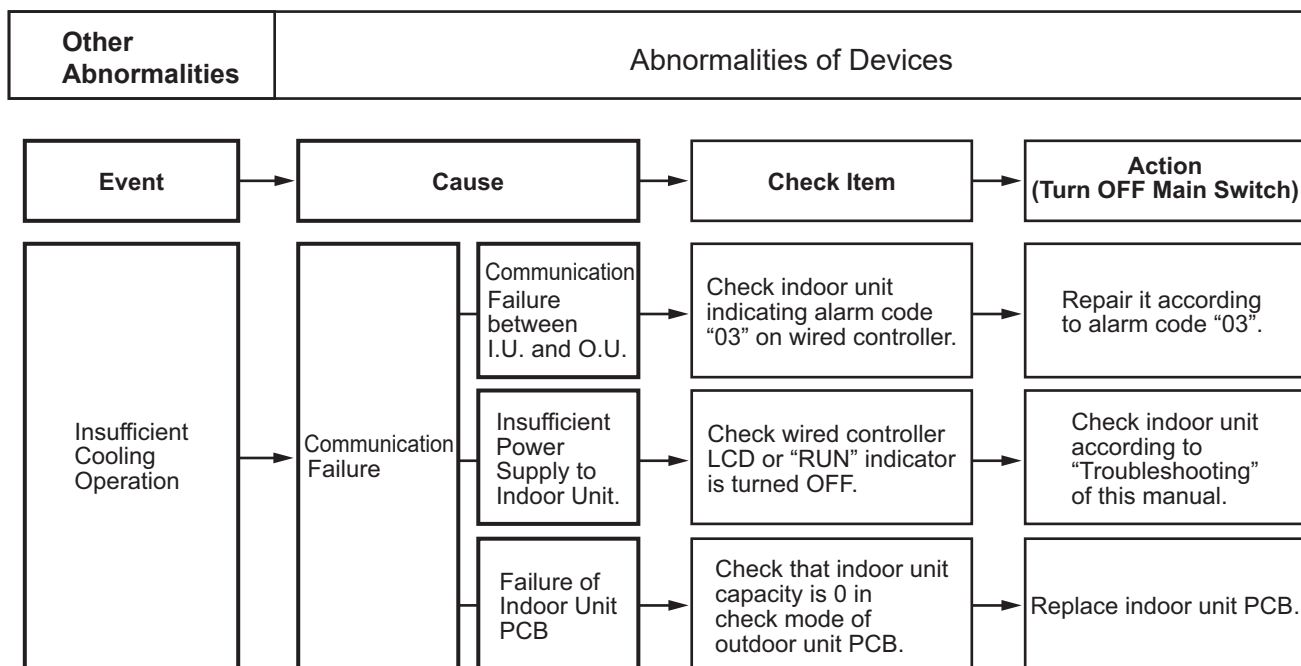 Other
Abnormalities
Abnormalities of Devices
Event
Cause
Check Item
Action
(Turn OFF Main Switch)
Insufficient
Cooling
Operation
Communication
Failure
Communication
Failure
between
I.U. and O.U.
Check indoor unit
indicating alarm code
“03” on wired controller.
Repair it according
to alarm code “03”.
Insufficient
Power
Supply to
Indoor Unit.
Check wired controller
LCD or “RUN” indicator
is turned OFF.
Check indoor unit
according to
“Troubleshooting”
of this manual.
Failure of
Indoor Unit
PCB
Check that indoor unit
capacity is 0 in
check mode of
outdoor unit PCB.
Replace indoor unit PCB.